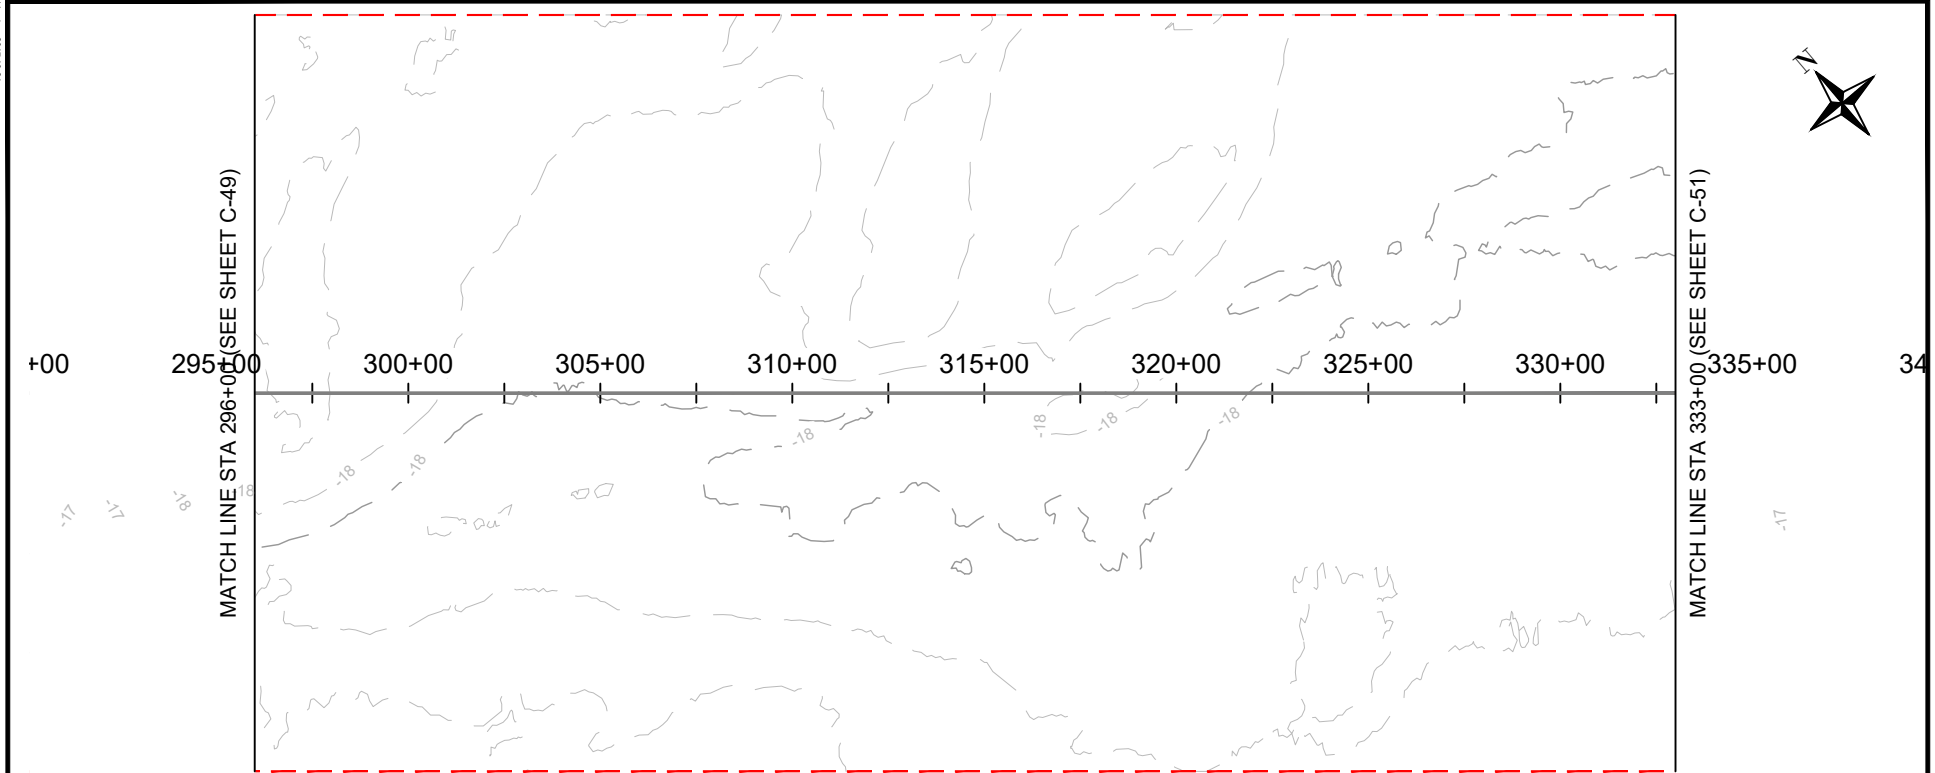 N
MATCH LINE STA 296+00 (SEE SHEET C-49)
MATCH LINE STA 333+00 (SEE SHEET C-51)
+00 295+00 300+00 305+00 310+00 315+00 320+00 325+00 330+00 335+00 34
-18 -18 -18 -18
-18 -18 -18
18
-17 -17 -18 -17